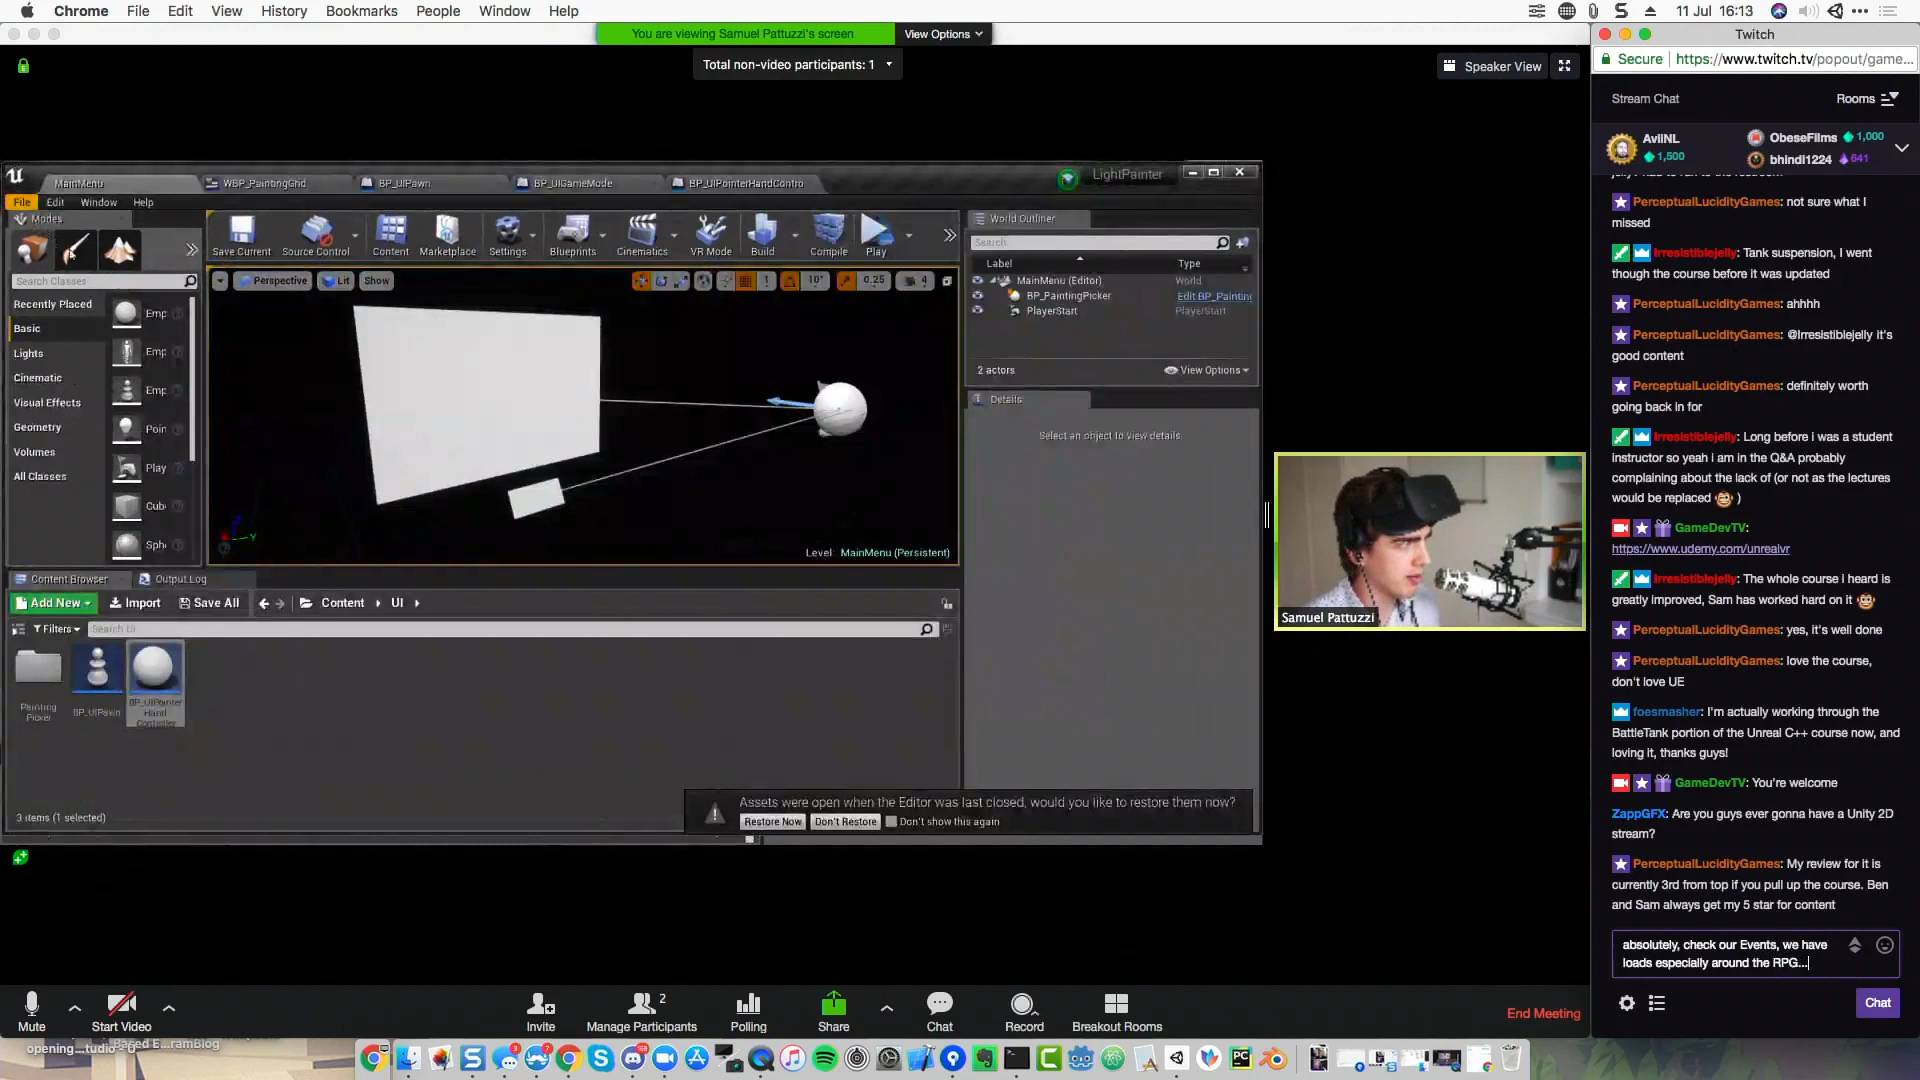 Chrome File Edit View History Bookmarks People Window Help
11 Jul 16:13
You are viewing Samuel Pattuzzi's screen
View Options
Total non-video participants: 1
Speaker View
MainMenu
WBP_PaintingGrid
BP_UIPawn
BP_UIGameMode
BP_UIPointerHandContro
LightPainter
File Edit Window Help
Modes
Save Current
Source Control
Content
Marketplace
Settings
Blueprints
Cinematics
VR Mode
Build
Compile
Play
Search Classes
Recently Placed
Basic
Lights
Cinematic
Visual Effects
Geometry
Volumes
All Classes
Emp
Emp
Emp
Poin
Play
Cub
Sph
Perspective
Lit
Show
10°
0.25
4
Level: MainMenu (Persistent)
World Outliner
Search
Label
Type
MainMenu (Editor)
World
BP_PaintingPicker
Edit BP_Painting
PlayerStart
PlayerStart
2 actors
View Options
Details
Select an object to view details.
Content Browser
Output Log
Add New
Import
Save All
Content
UI
Filters
Search UI
Painting
Picker
BP_UIPawn
BP_UIPointer
Hand
Controller
3 items (1 selected)
Assets were open when the Editor was last closed, would you like to restore them now?
Restore Now
Don't Restore
Don't show this again
Samuel Pattuzzi
Mute
Start Video
Invite
2
Manage Participants
Polling
Share
Chat
Record
Breakout Rooms
End Meeting
Twitch
Secure https://www.twitch.tv/popout/game...
Stream Chat
Rooms
AvliNL
1,500
ObeseFilms 1,000
bhindi1224 641
PerceptualLucidityGames: not sure what I
missed
Irresistiblejelly: Tank suspension, I went
though the course before it was updated
PerceptualLucidityGames: ahhhh
PerceptualLucidityGames: @Irresistiblejelly it's
good content
PerceptualLucidityGames: definitely worth
going back in for
Irresistiblejelly: Long before i was a student
instructor so yeah i am in the Q&A probably
complaining about the lack of (or not as the lectures
would be replaced )
GameDevTV:
https://www.udemy.com/unrealvr
Irresistiblejelly: The whole course i heard is
greatly improved, Sam has worked hard on it
PerceptualLucidityGames: yes, it's well done
PerceptualLucidityGames: love the course,
don't love UE
foesmasher: I'm actually working through the
BattleTank portion of the Unreal C++ course now, and
loving it, thanks guys!
GameDevTV: You're welcome
ZappGFX: Are you guys ever gonna have a Unity 2D
stream?
PerceptualLucidityGames: My review for it is
currently 3rd from top if you pull up the course. Ben
and Sam always get my 5 star for content
absolutely, check our Events, we have
loads especially around the RPG...
Chat